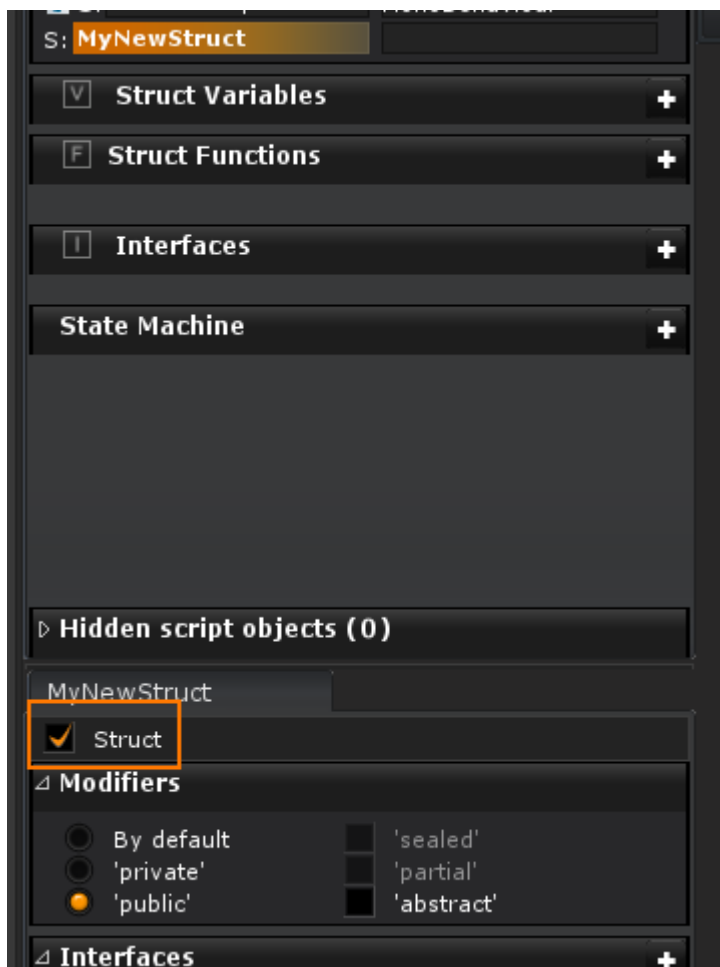 S: MyNewStruct
V Struct Variables +
F Struct Functions +
I Interfaces +
State Machine +
Hidden script objects (0)
MyNewStruct
Struct
Modifiers
By default 'sealed'
'private' 'partial'
'public' 'abstract'
Interfaces +